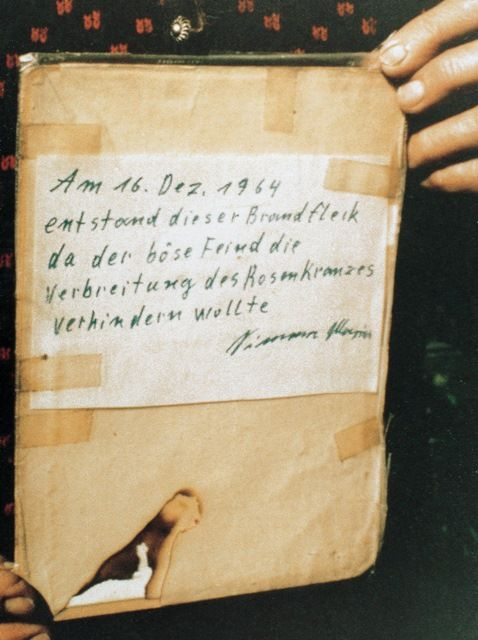 Am 16. Dez. 1964
entstand dieser Brandfleck
da der böse Feind die
Verbreitung des Rosenkranzes
verhindern wollte